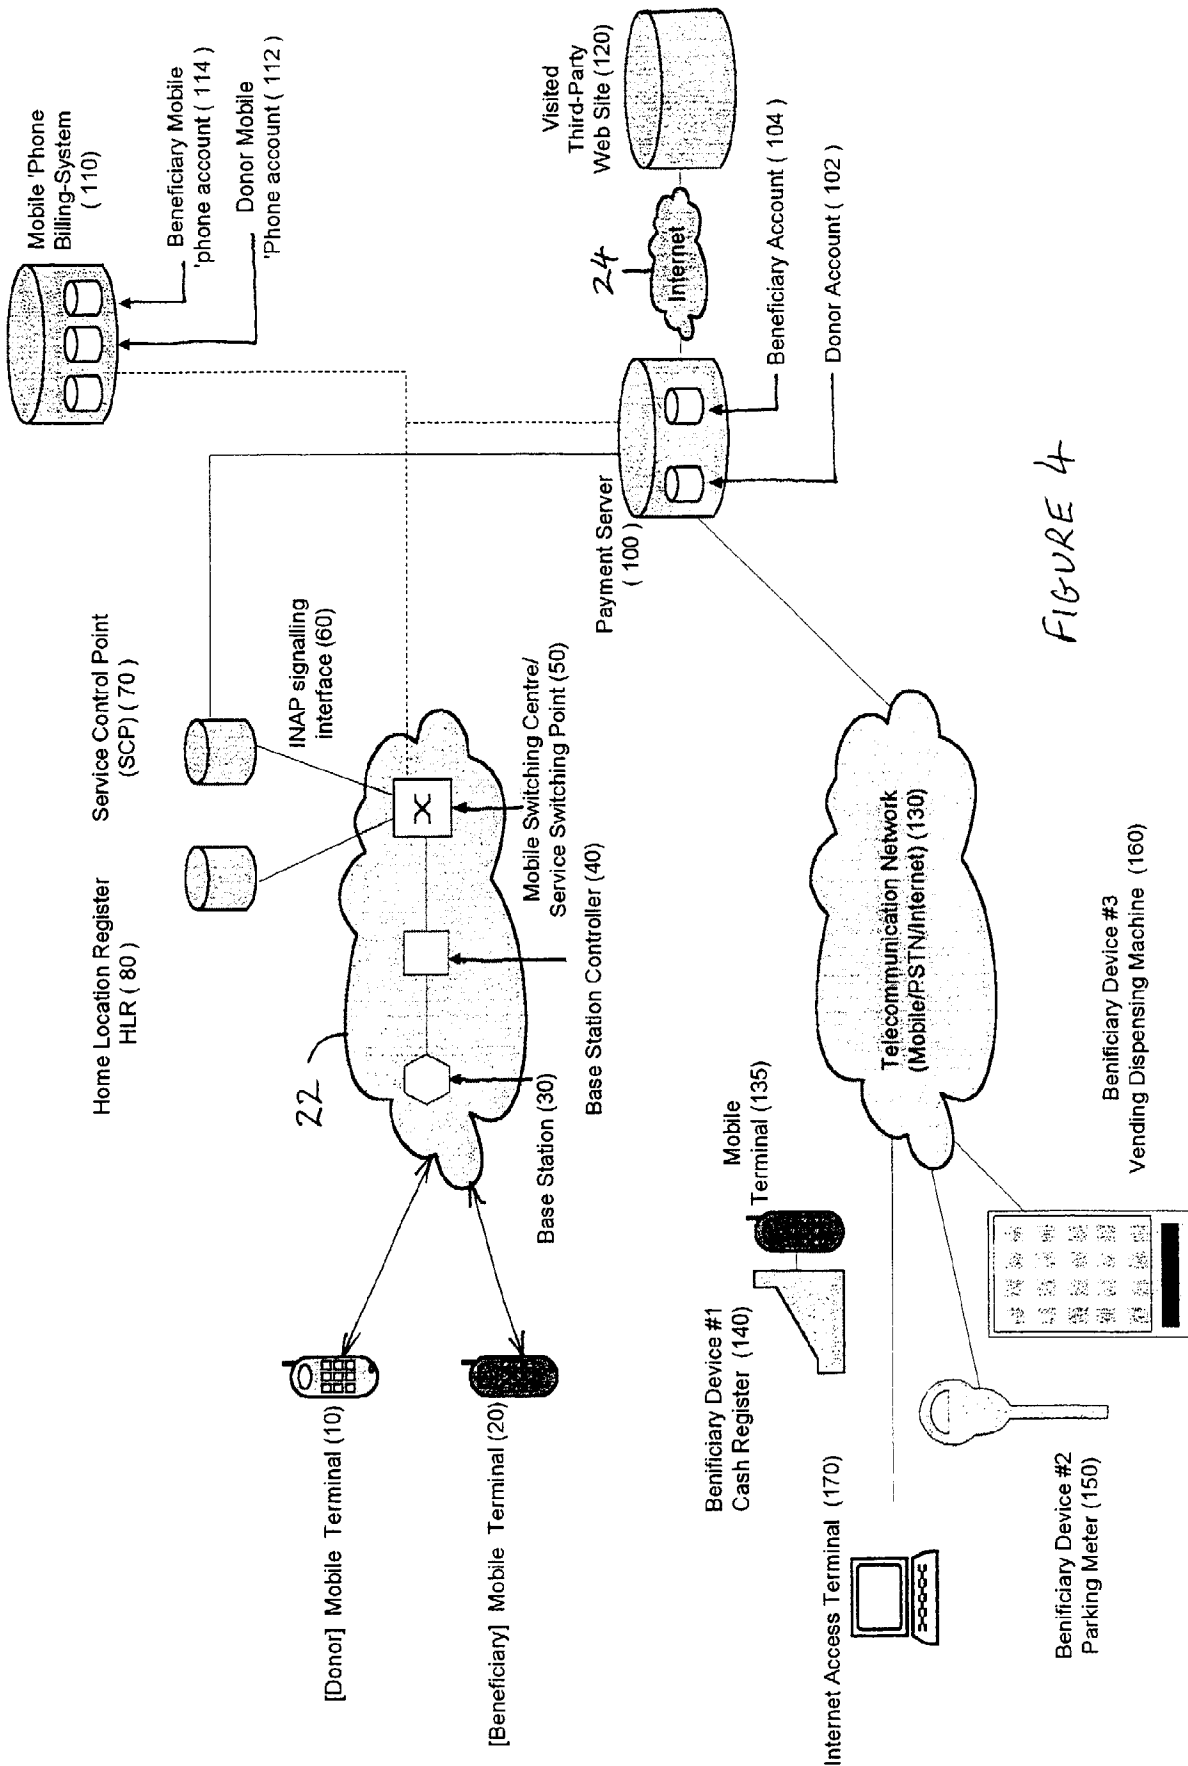 Mobile 'Phone
Billing-System
( 110)
Beneficiary Mobile
'phone account ( 114 )
Donor Mobile
'Phone account ( 112
Home Location Register
HLR ( 80 )
Service Control Point
(SCP) ( 70 )
INAP signalling
interface (60)
22
Mobile Switching Centre/
Service Switching Point (50)
Base Station Controller (40)
Base Station (30)
[Donor] Mobile Terminal (10)
[Beneficiary] Mobile Terminal (20)
Payment Server
( 100 )
24
Internet
Visited
Third-Party
Web Site (120)
Beneficiary Account ( 104 )
Donor Account ( 102 )
Benificiary Device #1
Cash Register (140)
Mobile
Terminal (135)
Internet Access Terminal (170)
Telecommunication Network
(Mobile/PSTN/Internet) (130)
Benificiary Device #2
Parking Meter (150)
Benificiary Device #3
Vending Dispensing Machine (160)
FIGURE 4